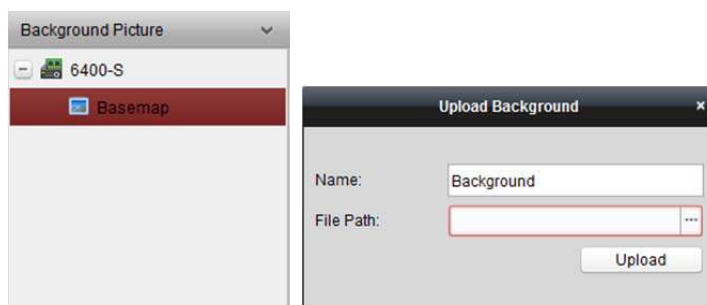 Background Picture
6400-S
Basemap
Upload Background ×
Name: Background
File Path: ...
Upload